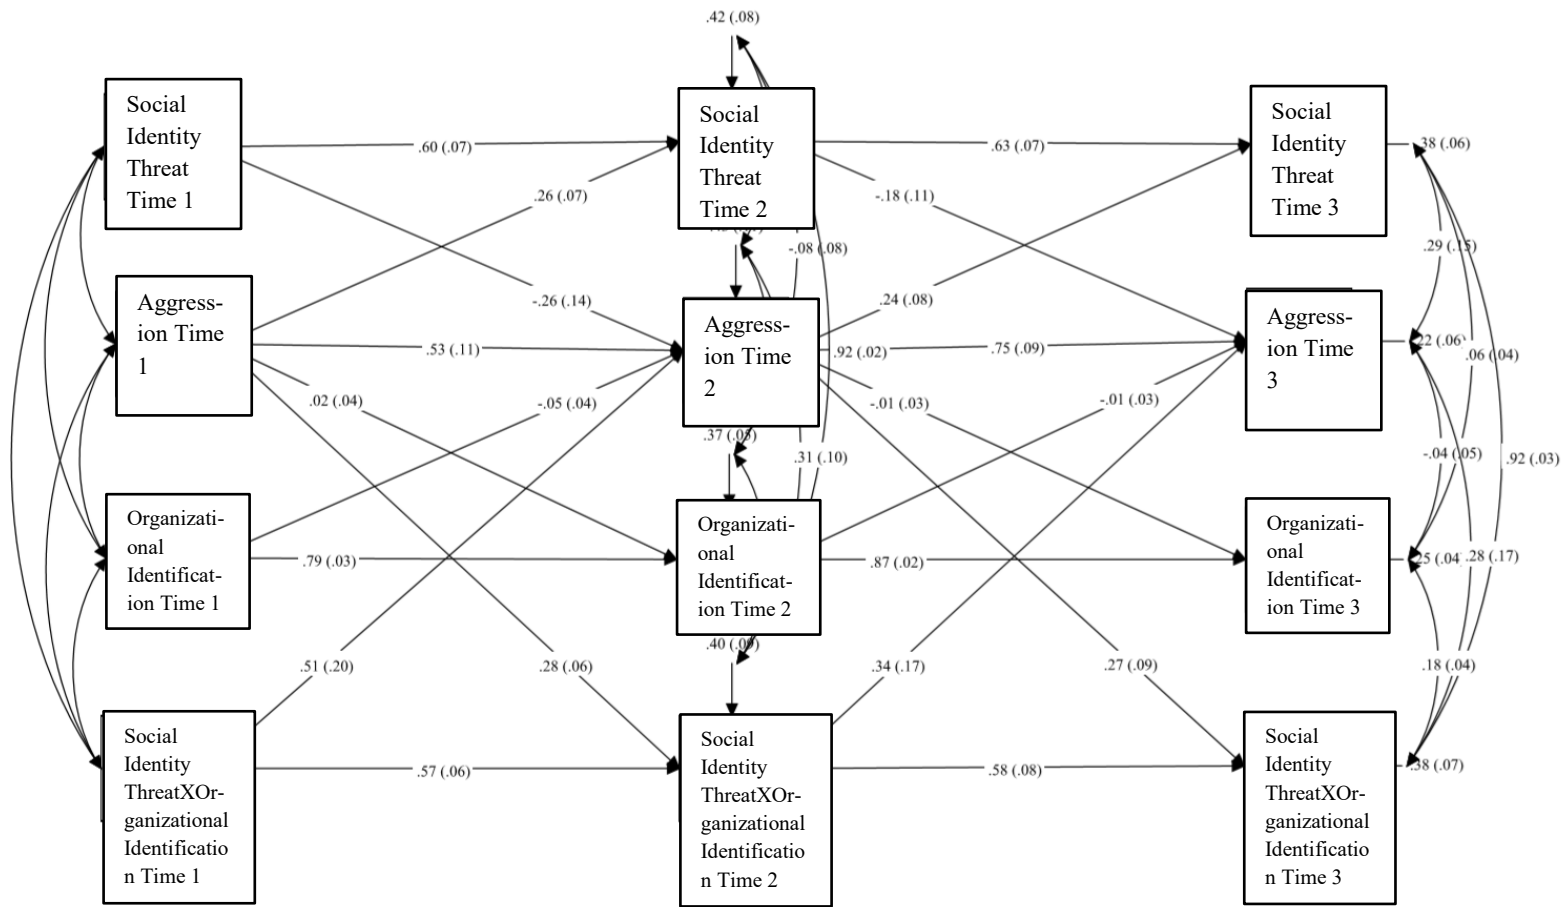 .42 (.08)
Social
Identity
Threat
Time 1
.60 (.07)
Social
Identity
Threat
Time 2
.63 (.07)
Social
Identity
Threat
Time 3
.38 (.06)
.26 (.07)
-.18 (.11)
-.08 (.08)
.29 (.15)
Aggress-
ion Time
1
-.26 (.14)
.53 (.11)
Aggress-
ion Time
2
.24 (.08)
.92 (.02)
.75 (.09)
Aggress-
ion Time
3
.22 (.06)
.06 (.04)
.02 (.04)
-.05 (.04)
-.01 (.03)
-.01 (.03)
.37 (.05)
.31 (.10)
-.04 (.05)
.92 (.03)
Organizati-
onal
Identificat-
ion Time 1
.79 (.03)
Organizati-
onal
Identificat-
ion Time 2
.87 (.02)
Organizati-
onal
Identificat-
ion Time 3
.25 (.04)
.28 (.17)
.40 (.09)
.51 (.20)
.28 (.06)
.34 (.17)
.27 (.09)
.18 (.04)
Social
Identity
ThreatXOr-
ganizational
Identificatio
n Time 1
.57 (.06)
Social
Identity
ThreatXOr-
ganizational
Identificatio
n Time 2
.58 (.08)
Social
Identity
ThreatXOr-
ganizational
Identificatio
n Time 3
.38 (.07)